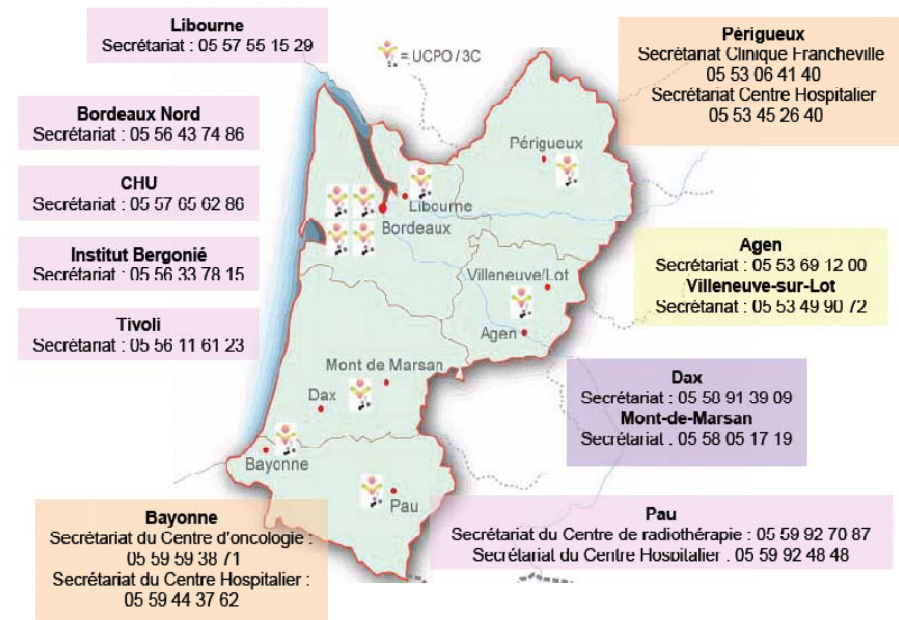 Libourne
Secrétariat : 05 57 55 15 29
= UCPO / 3C
Périgueux
Secrétariat Clinique Francheville
05 53 06 41 40
Secrétariat Centre Hospitalier
05 53 45 26 40
Bordeaux Nord
Secrétariat : 05 56 43 74 86
CHU
Secrétariat : 05 57 65 62 86
Institut Bergonié
Secrétariat : 05 56 33 78 15
Tivoli
Secrétariat : 05 56 11 61 23
Périgueux
Libourne
Bordeaux
Villeneuve/Lot
Agen
Mont de Marsan
Dax
Bayonne
Pau
Agen
Secrétariat : 05 53 69 12 00
Villeneuve-sur-Lot
Secrétariat : 05 53 49 90 72
Dax
Secrétariat : 05 58 91 39 09
Mont-de-Marsan
Secrétariat : 05 58 05 17 19
Bayonne
Secrétariat du Centre d'oncologie :
05 59 59 38 71
Secrétariat du Centre Hospitalier :
05 59 44 37 62
Pau
Secrétariat du Centre de radiothérapie : 05 59 92 70 87
Secrétariat du Centre Hospitalier : 05 59 92 48 48